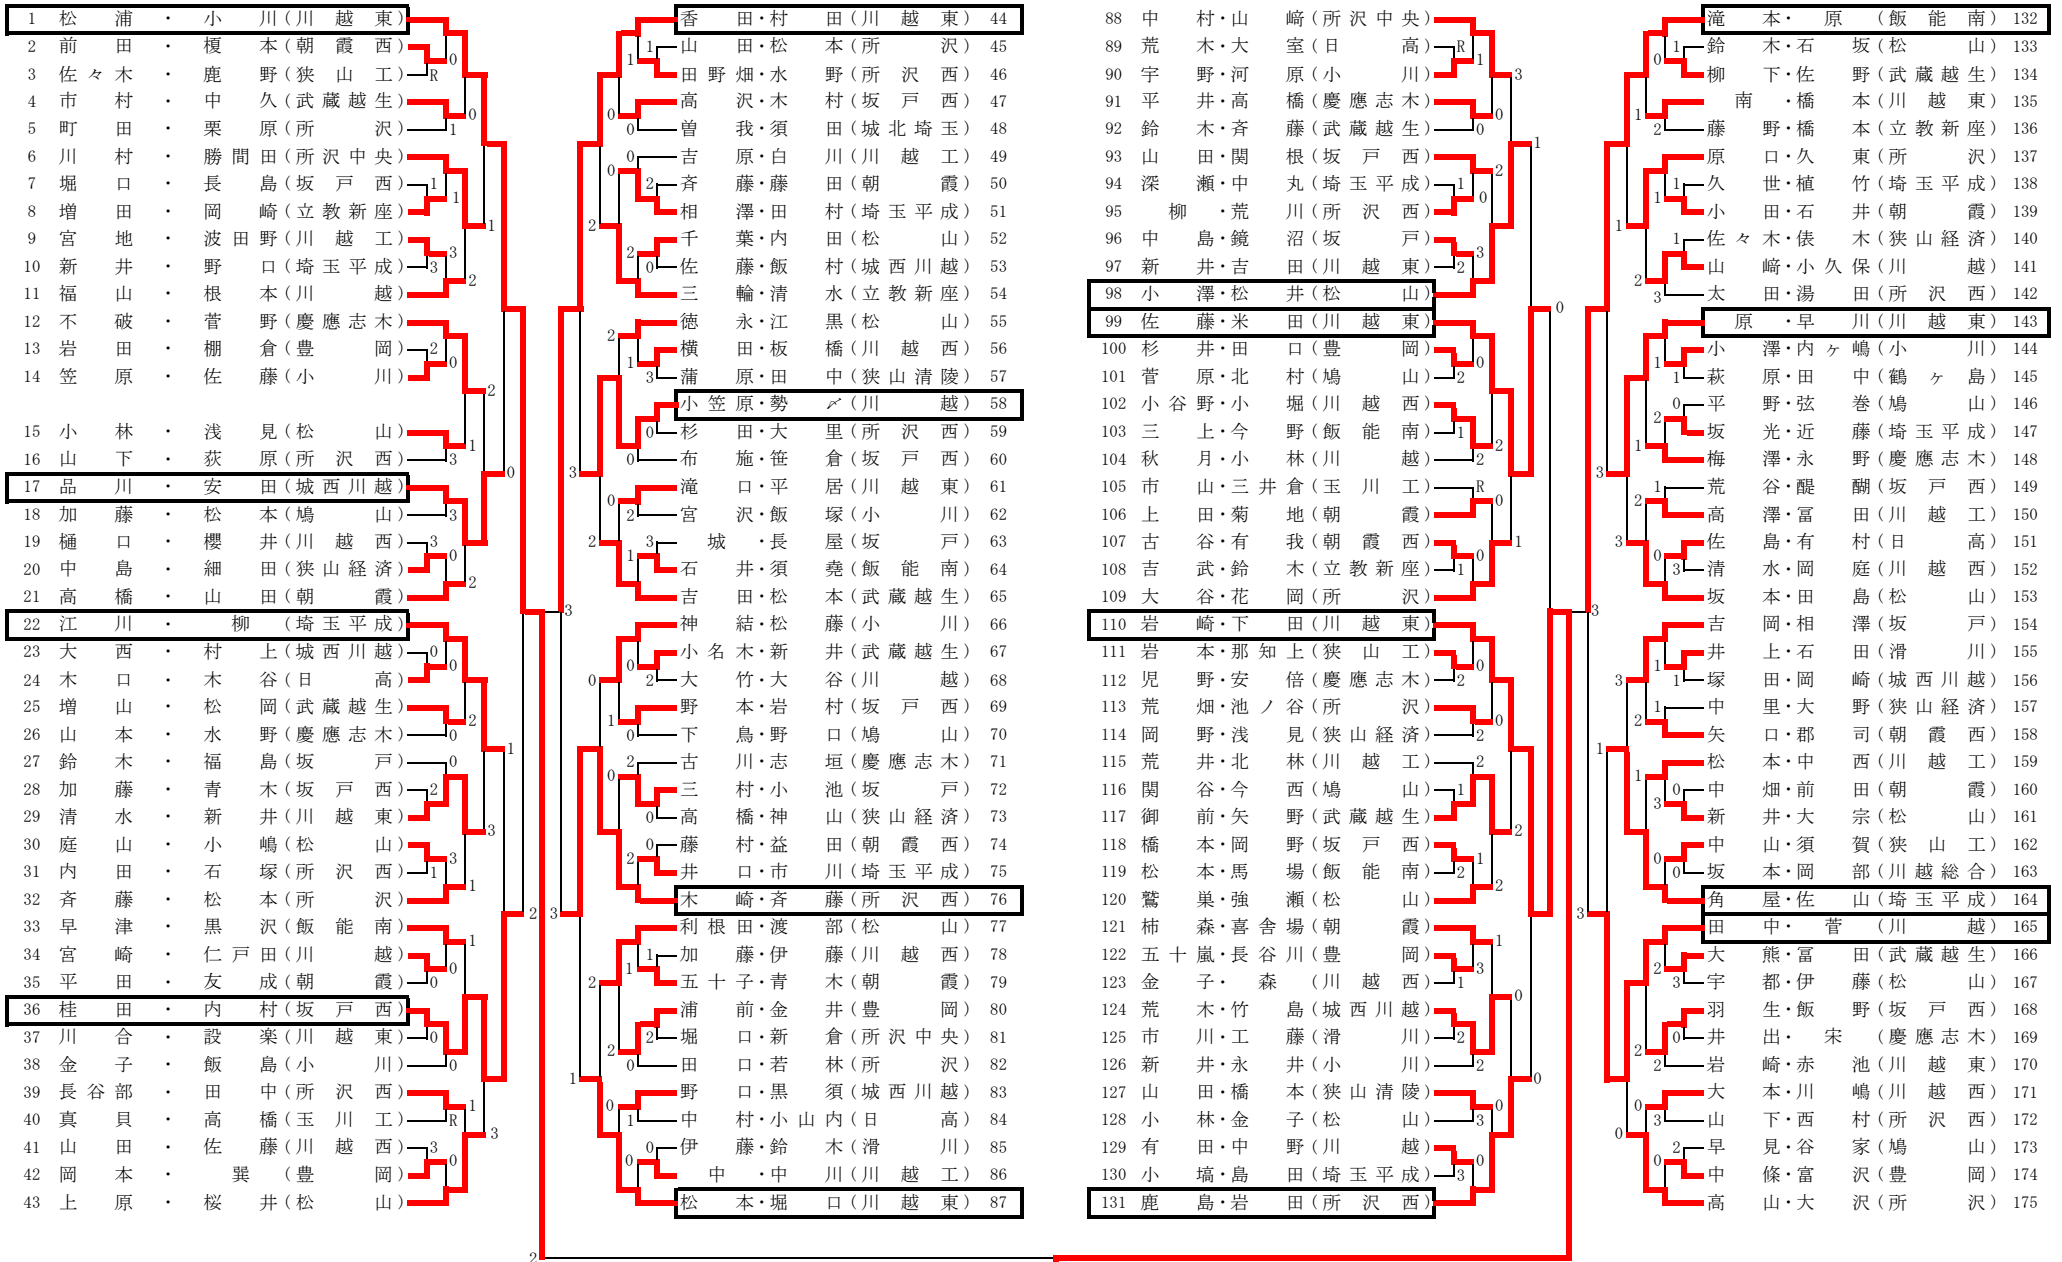 1 松浦・小川(川越東)
2 前田・榎本(朝霞西)
3 佐々木・鹿野(狭山工)
4 市村・中久(武蔵越生)
5 町田・栗原(所沢)
6 川村・勝間田(所沢中央)
7 堀口・長島(坂戸西)
8 増田・岡崎(立教新座)
9 宮地・波田野(川越工)
10 新井・野口(埼玉平成)
11 福山・根本(川越)
12 不破・菅野(慶應志木)
13 岩田・棚倉(豊岡)
14 笠原・佐藤(小川)
15 小林・浅見(松山)
16 山下・荻原(所沢西)
17 品川・安田(城西川越)
18 加藤・松本(鳩山)
19 樋口・櫻井(川越西)
20 中島・細田(狭山経済)
21 高橋・山田(朝霞)
22 江川・柳(埼玉平成)
23 大西・村上(城西川越)
24 木口・木谷(日高)
25 増山・松岡(武蔵越生)
26 山本・水野(慶應志木)
27 鈴木・福島(坂戸)
28 加藤・青木(坂戸西)
29 清水・新井(川越東)
30 庭山・小嶋(松山)
31 内田・石塚(所沢西)
32 斉藤・松本(所沢)
33 早津・黒沢(飯能南)
34 宮崎・仁戸田(川越)
35 平田・友成(朝霞)
36 桂田・内村(坂戸西)
37 川合・設楽(川越東)
38 金子・飯島(小川)
39 長谷部・田中(所沢西)
40 真貝・高橋(玉川工)
41 山田・佐藤(川越西)
42 岡本・巽(豊岡)
43 上原・桜井(松山)
香田・村田(川越東) 44
山田・松本(所沢) 45
田野畑・水野(所沢西) 46
高沢・木村(坂戸西) 47
曽我・須田(城北埼玉) 48
吉原・白川(川越工) 49
斉藤・藤田(朝霞) 50
相澤・田村(埼玉平成) 51
千葉・内田(松山) 52
佐藤・飯村(城西川越) 53
三輪・清水(立教新座) 54
徳永・江黒(松山) 55
横田・板橋(川越西) 56
蒲原・田中(狭山清陵) 57
小笠原・勢〆(川越) 58
杉田・大里(所沢西) 59
布施・笹倉(坂戸西) 60
滝口・平居(川越東) 61
宮沢・飯塚(小川) 62
城・長屋(坂戸) 63
石井・須堯(飯能南) 64
吉田・松本(武蔵越生) 65
神結・松藤(小川) 66
小名木・新井(武蔵越生) 67
大竹・大谷(川越) 68
野本・岩村(坂戸西) 69
下鳥・野口(鳩山) 70
古川・志垣(慶應志木) 71
三村・小池(坂戸) 72
高橋・神山(狭山経済) 73
藤村・益田(朝霞西) 74
井口・市川(埼玉平成) 75
木崎・斉藤(所沢西) 76
利根田・渡部(松山) 77
加藤・伊藤(川越西) 78
五十子・青木(朝霞) 79
浦前・金井(豊岡) 80
堀口・新倉(所沢中央) 81
田口・若林(所沢) 82
野口・黒須(城西川越) 83
中村・小山内(日高) 84
伊藤・鈴木(滑川) 85
中・中川(川越工) 86
松本・堀口(川越東) 87
88 中村・山﨑(所沢中央)
89 荒木・大室(日高)
90 宇野・河原(小川)
91 平井・高橋(慶應志木)
92 鈴木・斉藤(武蔵越生)
93 山田・関根(坂戸西)
94 深瀬・中丸(埼玉平成)
95 柳・荒川(所沢西)
96 中島・鏡沼(坂戸)
97 新井・吉田(川越東)
98 小澤・松井(松山)
99 佐藤・米田(川越東)
100 杉井・田口(豊岡)
101 菅原・北村(鳩山)
102 小谷野・小堀(川越西)
103 三上・今野(飯能南)
104 秋月・小林(川越)
105 市山・三井倉(玉川工)
106 上田・菊地(朝霞)
107 古谷・有我(朝霞西)
108 吉武・鈴木(立教新座)
109 大谷・花岡(所沢)
110 岩崎・下田(川越東)
111 岩本・那知上(狭山工)
112 児野・安倍(慶應志木)
113 荒畑・池ノ谷(所沢)
114 岡野・浅見(狭山経済)
115 荒井・北林(川越工)
116 関谷・今西(鳩山)
117 御前・矢野(武蔵越生)
118 橋本・岡野(坂戸西)
119 松本・馬場(飯能南)
120 鷲巣・強瀬(松山)
121 柿森・喜舎場(朝霞)
122 五十嵐・長谷川(豊岡)
123 金子・森(川越西)
124 荒木・竹島(城西川越)
125 市川・工藤(滑川)
126 新井・永井(小川)
127 山田・橋本(狭山清陵)
128 小林・金子(松山)
129 有田・中野(川越)
130 小塙・島田(埼玉平成)
131 鹿島・岩田(所沢西)
滝本・原(飯能南) 132
鈴木・石坂(松山) 133
柳下・佐野(武蔵越生) 134
南・橋本(川越東) 135
藤野・橋本(立教新座) 136
原口・久東(所沢) 137
久世・植竹(埼玉平成) 138
小田・石井(朝霞) 139
佐々木・俵木(狭山経済) 140
山﨑・小久保(川越) 141
太田・湯田(所沢西) 142
原・早川(川越東) 143
小澤・内ヶ嶋(小川) 144
萩原・田中(鶴ヶ島) 145
平野・弦巻(鳩山) 146
坂光・近藤(埼玉平成) 147
梅澤・永野(慶應志木) 148
荒谷・醍醐(坂戸西) 149
高澤・冨田(川越工) 150
佐島・有村(日高) 151
清水・岡庭(川越西) 152
坂本・田島(松山) 153
吉岡・相澤(坂戸) 154
井上・石田(滑川) 155
塚田・岡崎(城西川越) 156
中里・大野(狭山経済) 157
矢口・郡司(朝霞西) 158
松本・中西(川越工) 159
中畑・前田(朝霞) 160
新井・大宗(松山) 161
中山・須賀(狭山工) 162
坂本・岡部(川越総合) 163
角屋・佐山(埼玉平成) 164
田中・菅(川越) 165
大熊・冨田(武蔵越生) 166
宇都・伊藤(松山) 167
羽生・飯野(坂戸西) 168
井出・宋(慶應志木) 169
岩崎・赤池(川越東) 170
大本・川嶋(川越西) 171
山下・西村(所沢西) 172
早見・谷家(鳩山) 173
中條・富沢(豊岡) 174
高山・大沢(所沢) 175